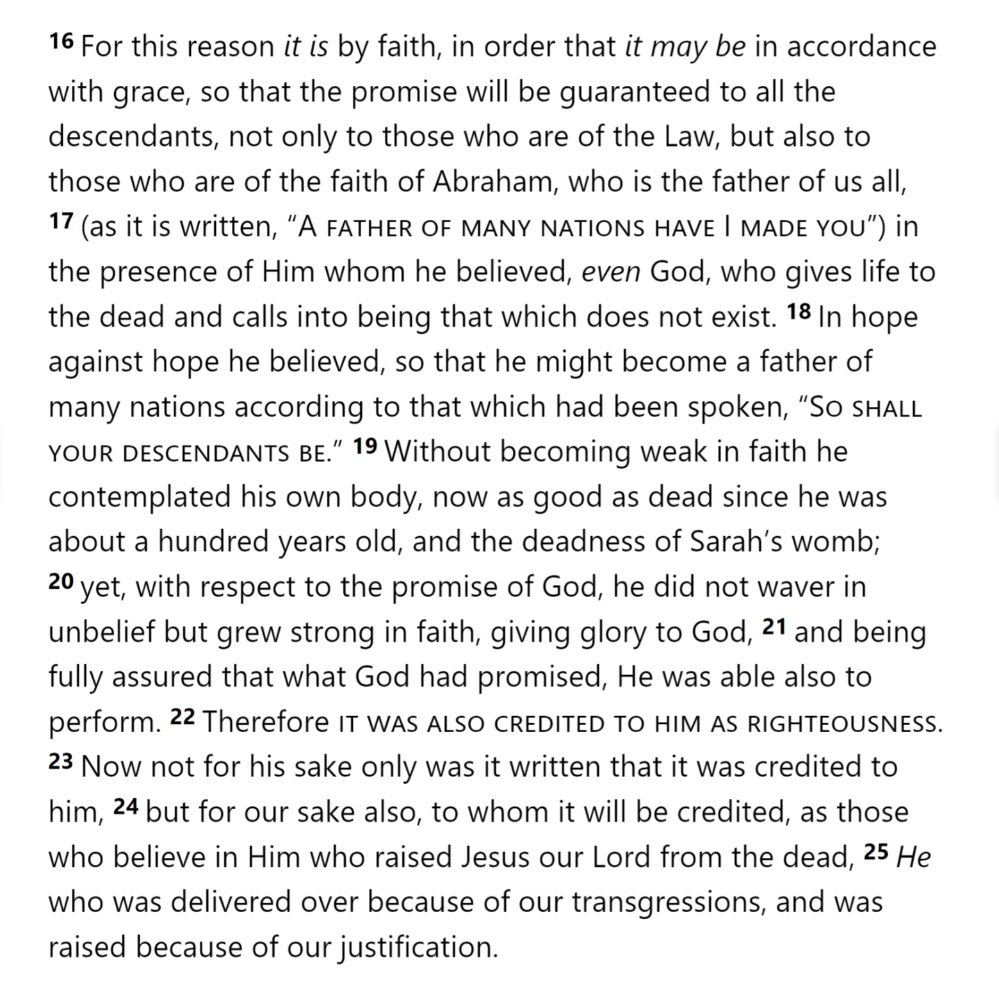 16 For this reason it is by faith, in order that it may be in accordance
with grace, so that the promise will be guaranteed to all the
descendants, not only to those who are of the Law, but also to
those who are of the faith of Abraham, who is the father of us all,
17 (as it is written, “A FATHER OF MANY NATIONS HAVE I MADE YOU”) in
the presence of Him whom he believed, even God, who gives life to
the dead and calls into being that which does not exist. 18 In hope
against hope he believed, so that he might become a father of
many nations according to that which had been spoken, “SO SHALL
YOUR DESCENDANTS BE.” 19 Without becoming weak in faith he
contemplated his own body, now as good as dead since he was
about a hundred years old, and the deadness of Sarah’s womb;
20 yet, with respect to the promise of God, he did not waver in
unbelief but grew strong in faith, giving glory to God, 21 and being
fully assured that what God had promised, He was able also to
perform. 22 Therefore IT WAS ALSO CREDITED TO HIM AS RIGHTEOUSNESS.
23 Now not for his sake only was it written that it was credited to
him, 24 but for our sake also, to whom it will be credited, as those
who believe in Him who raised Jesus our Lord from the dead, 25 He
who was delivered over because of our transgressions, and was
raised because of our justification.